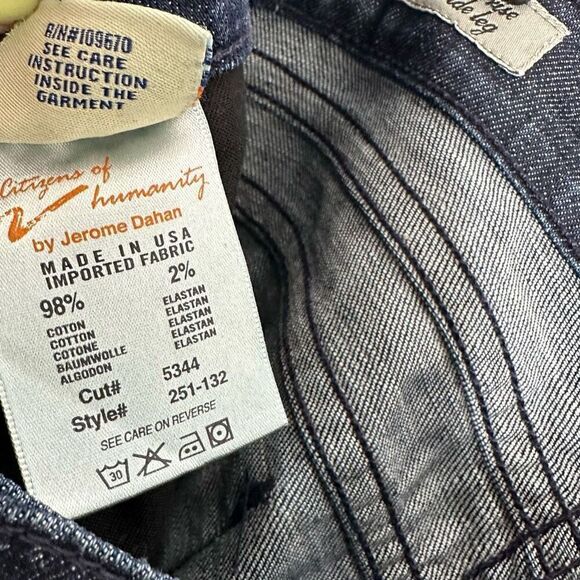 R/N#109670
SEE CARE
INSTRUCTION
INSIDE THE
GARMENT
leg
Citizens of
humanity
by Jerome Dahan
MADE IN USA
IMPORTED FABRIC
98% 2%
COTON ELASTAN
COTTON ELASTAN
COTONE ELASTAN
BAUMWOLLE ELASTAN
ALGODON
Cut# 5344
Style# 251-132
SEE CARE ON REVERSE
30